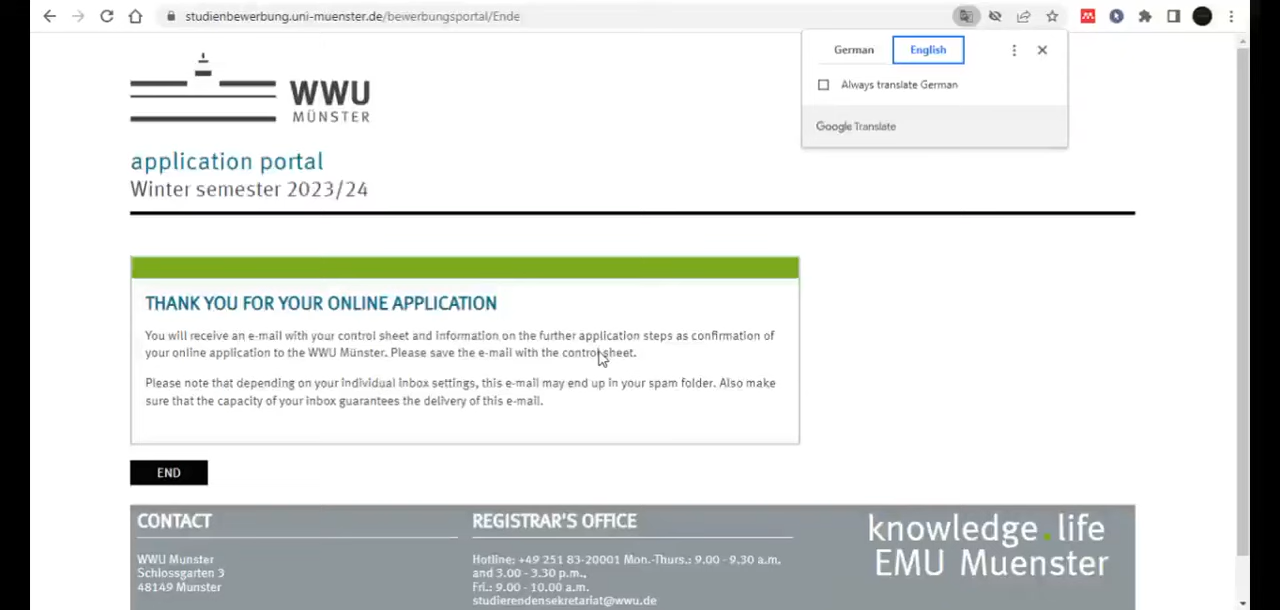 studienbewerbung.uni-muenster.de/bewerbungsportal/Ende
German English
Always translate German
Google Translate
WWU
MÜNSTER
application portal
Winter semester 2023/24
THANK YOU FOR YOUR ONLINE APPLICATION
You will receive an e-mail with your control sheet and information on the further application steps as confirmation of
your online application to the WWU Münster. Please save the e-mail with the control sheet.
Please note that depending on your individual inbox settings, this e-mail may end up in your spam folder. Also make
sure that the capacity of your inbox guarantees the delivery of this e-mail.
END
CONTACT
WWU Munster
Schlossgarten 3
48149 Munster
REGISTRAR'S OFFICE
Hotline: +49 251 83-20001 Mon.-Thurs.: 9.00 - 9.30 a.m.
and 3.00 - 3.30 p.m.,
Fri.: 9.00 - 10.00 a.m.
studierendensekretariat@wwu.de
knowledge.life
EMU Muenster